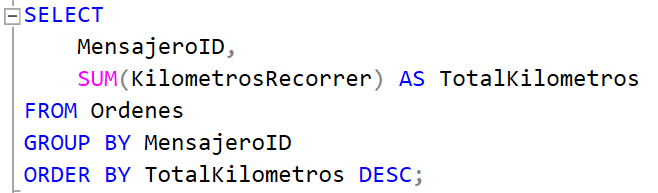 SELECT
    MensajeroID,
    SUM(KilometrosRecorrer) AS TotalKilometros
FROM Ordenes
GROUP BY MensajeroID
ORDER BY TotalKilometros DESC;